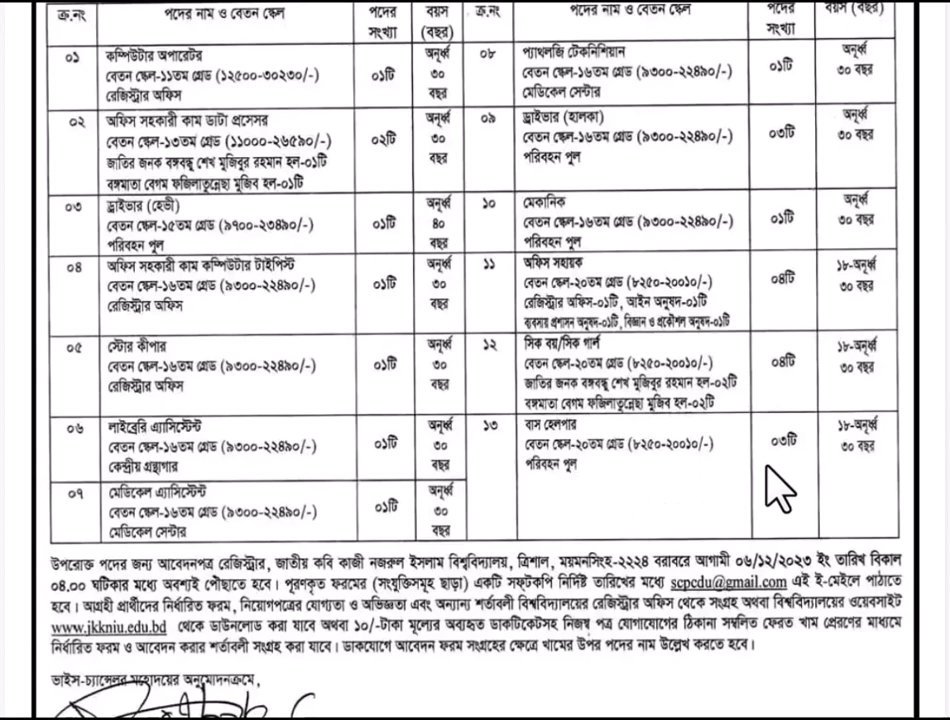 ক্র.নং পদের নাম ও বেতন স্কেল পদের সংখ্যা বয়স (বছর) ক্র.নং পদের নাম ও বেতন স্কেল পদের সংখ্যা বয়স (বছর)
০১ কম্পিউটার অপারেটর
বেতন স্কেল-১১তম গ্রেড (১২৫০০-৩০২৩০/-)
রেজিস্ট্রার অফিস
০১টি
অনূর্ধ্ব
৩০
বছর
০২ অফিস সহকারী কাম ডাটা প্রসেসর
বেতন স্কেল-১৩তম গ্রেড (১১০০০-২৬৫৯০/-)
জাতির জনক বঙ্গবন্ধু শেখ মুজিবুর রহমান হল-০১টি
বঙ্গমাতা বেগম ফজিলাতুন্নেছা মুজিব হল-০১টি
০২টি
অনূর্ধ্ব
৩০
বছর
০৩ ড্রাইভার (হেভী)
বেতন স্কেল-১৫তম গ্রেড (৯৭০০-২৩৪৯০/-)
পরিবহন পুল
০১টি
অনূর্ধ্ব
৪০
বছর
০৪ অফিস সহকারী কাম কম্পিউটার টাইপিস্ট
বেতন স্কেল-১৬তম গ্রেড (৯৩০০-২২৪৯০/-)
রেজিস্ট্রার অফিস
০১টি
অনূর্ধ্ব
৩০
বছর
০৫ স্টোর কীপার
বেতন স্কেল-১৬তম গ্রেড (৯৩০০-২২৪৯০/-)
রেজিস্ট্রার অফিস
০১টি
অনূর্ধ্ব
৩০
বছর
০৬ লাইব্রেরি এ্যাসিস্টেন্ট
বেতন স্কেল-১৬তম গ্রেড (৯৩০০-২২৪৯০/-)
কেন্দ্রীয় গ্রন্থাগার
০১টি
অনূর্ধ্ব
৩০
বছর
০৭ মেডিকেল এ্যাসিস্টেন্ট
বেতন স্কেল-১৬তম গ্রেড (৯৩০০-২২৪৯০/-)
মেডিকেল সেন্টার
০১টি
অনূর্ধ্ব
৩০
বছর
০৮ প্যাথলজি টেকনিশিয়ান
বেতন স্কেল-১৬তম গ্রেড (৯৩০০-২২৪৯০/-)
মেডিকেল সেন্টার
০১টি
অনূর্ধ্ব
৩০ বছর
০৯ ড্রাইভার (হালকা)
বেতন স্কেল-১৬তম গ্রেড (৯৩০০-২২৪৯০/-)
পরিবহন পুল
০৩টি
অনূর্ধ্ব
৩০ বছর
১০ মেকানিক
বেতন স্কেল-১৬তম গ্রেড (৯৩০০-২২৪৯০/-)
পরিবহন পুল
০১টি
অনূর্ধ্ব
৩০ বছর
১১ অফিস সহায়ক
বেতন স্কেল-২০তম গ্রেড (৮২৫০-২০০১০/-)
রেজিস্ট্রার অফিস-০১টি, আইন অনুষদ-০১টি
ব্যবসায় প্রশাসন অনুষদ-০১টি, বিজ্ঞান ও প্রকৌশল অনুষদ-০১টি
০৪টি
১৮-অনূর্ধ্ব
৩০ বছর
১২ সিক বয়/সিক গার্ল
বেতন স্কেল-২০তম গ্রেড (৮২৫০-২০০১০/-)
জাতির জনক বঙ্গবন্ধু শেখ মুজিবুর রহমান হল-০২টি
বঙ্গমাতা বেগম ফজিলাতুন্নেছা মুজিব হল-০২টি
০৪টি
১৮-অনূর্ধ্ব
৩০ বছর
১৩ বাস হেলপার
বেতন স্কেল-২০তম গ্রেড (৮২৫০-২০০১০/-)
পরিবহন পুল
০৩টি
১৮-অনূর্ধ্ব
৩০ বছর
উপরোক্ত পদের জন্য আবেদনপত্র রেজিস্ট্রার, জাতীয় কবি কাজী নজরুল ইসলাম বিশ্ববিদ্যালয়, ত্রিশাল, ময়মনসিংহ-২২২৪ বরাবরে আগামী ০৬/১২/২০২৩ ইং তারিখ বিকাল
০৪.০০ ঘটিকার মধ্যে অবশ্যই পৌছাতে হবে। পূরণকৃত ফরমের (সংযুক্তিসমূহ ছাড়া) একটি সফ্‌টকপি নির্দিষ্ট তারিখের মধ্যে scpcdu@gmail.com এই ই-মেইলে পাঠাতে
হবে। আগ্রহী প্রার্থীদের নির্ধারিত ফরম, নিয়োগপত্রের যোগ্যতা ও অভিজ্ঞতা এবং অন্যান্য শর্তাবলী বিশ্ববিদ্যালয়ের রেজিস্ট্রার অফিস থেকে সংগ্রহ অথবা বিশ্ববিদ্যালয়ের ওয়েবসাইট
www.jkkniu.edu.bd থেকে ডাউনলোড করা যাবে অথবা ১০/-টাকা মূল্যের অব্যহৃত ডাকটিকেটসহ নিজস্ব পত্র যোগাযোগের ঠিকানা সম্বলিত ফেরত খাম প্রেরণের মাধ্যমে
নির্ধারিত ফরম ও আবেদন করার শর্তাবলী সংগ্রহ করা যাবে। ডাকযোগে আবেদন ফরম সংগ্রহের ক্ষেত্রে খামের উপর পদের নাম উল্লেখ করতে হবে।
ভাইস-চ্যান্সেলর মহোদয়ের অনুমোদনক্রমে,